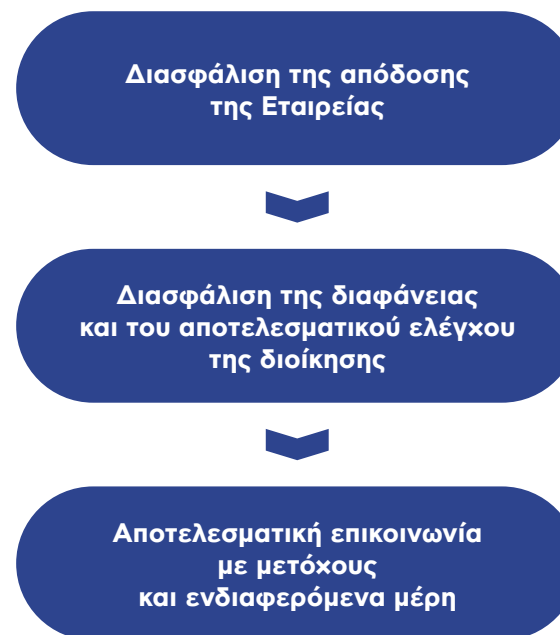 Διασφάλιση της απόδοσης
της Εταιρείας
Διασφάλιση της διαφάνειας
και του αποτελεσματικού ελέγχου
της διοίκησης
Αποτελεσματική επικοινωνία
με μετόχους
και ενδιαφερόμενα μέρη